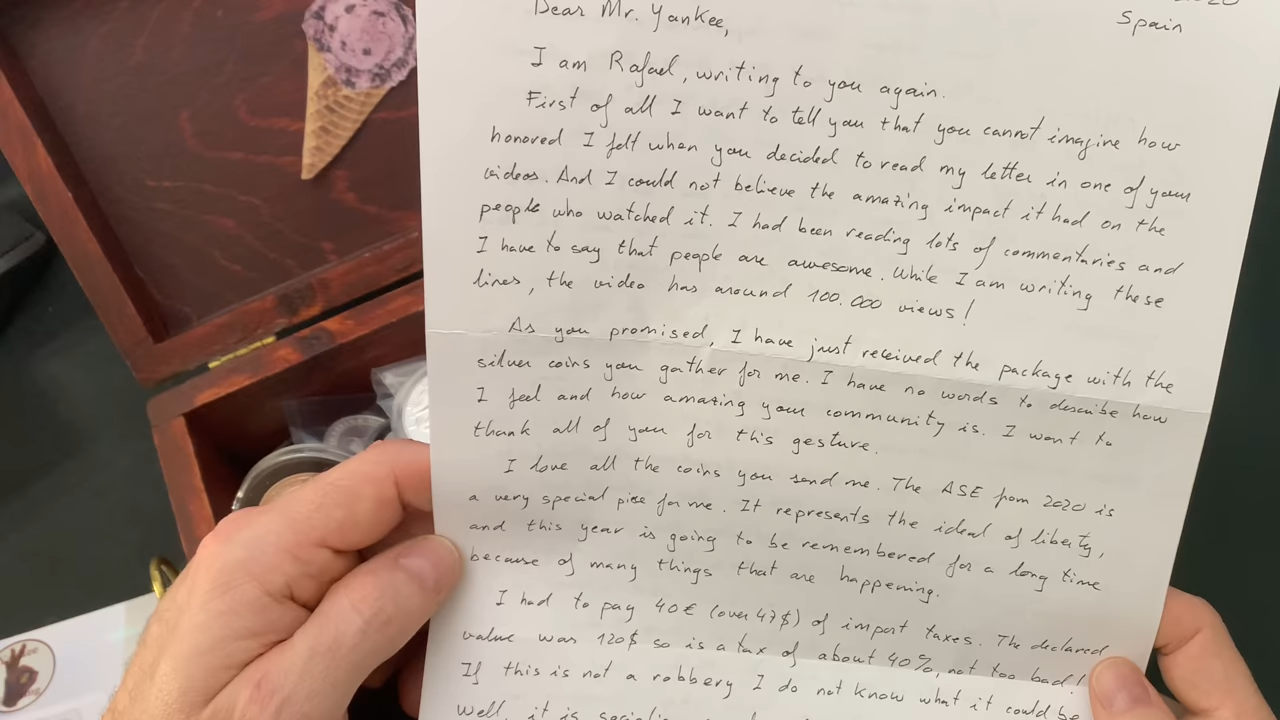 Spain
Dear Mr. Yankee,
I am Rafael, writing to you again.
First of all I want to tell you that you cannot imagine how
honored I felt when you decided to read my letter in one of your
videos. And I could not believe the amazing impact it had on the
people who watched it. I had been reading lots of commentaries and
I have to say that people are awesome. While I am writing these
lines, the video has around 100.000 views!
As you promised, I have just received the package with the
silver coins you gather for me. I have no words to describe how
I feel and how amazing your community is. I want to
thank all of you for this gesture.
I love all the coins you send me. The ASE from 2020 is
a very special piece for me. It represents the ideal of liberty,
and this year is going to be remembered for a long time
because of many things that are happening.
I had to pay 40€ (over 47$) of import taxes. The declared
value was 120$ so is a tax of about 40%, not too bad!
If this is not a robbery I do not know what it could be
Well, it is